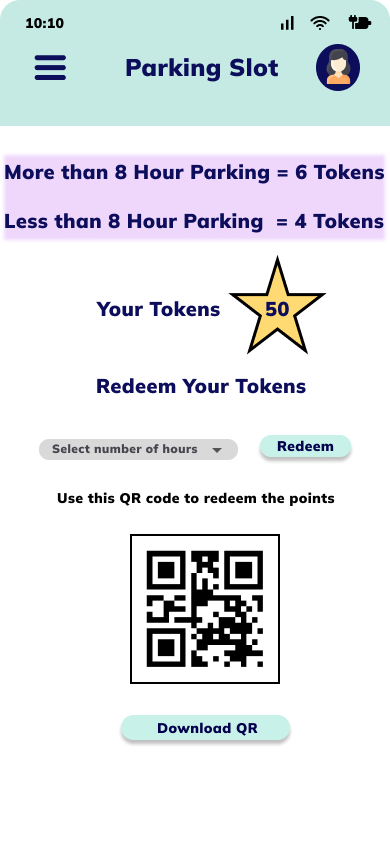 10:10
Parking Slot
More than 8 Hour Parking = 6 Tokens
Less than 8 Hour Parking  = 4 Tokens
Your Tokens 50
Redeem Your Tokens
Select number of hours Redeem
Use this QR code to redeem the points
Download QR